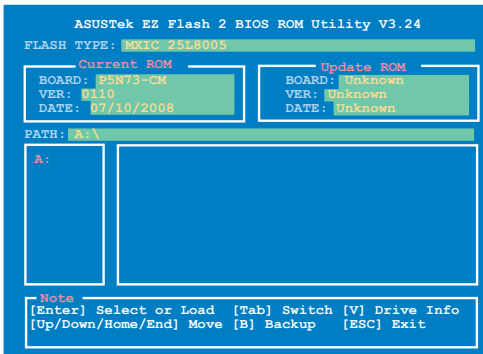 ASUSTek EZ Flash 2 BIOS ROM Utility V3.24
FLASH TYPE: MXIC 25L8005
Current ROM
BOARD: P5N73-CM
VER: 0110
DATE: 07/10/2008
Update ROM
BOARD: Unknown
VER: Unknown
DATE: Unknown
PATH: A:\
A:
Note
[Enter] Select or Load [Tab] Switch [V] Drive Info
[Up/Down/Home/End] Move [B] Backup [ESC] Exit